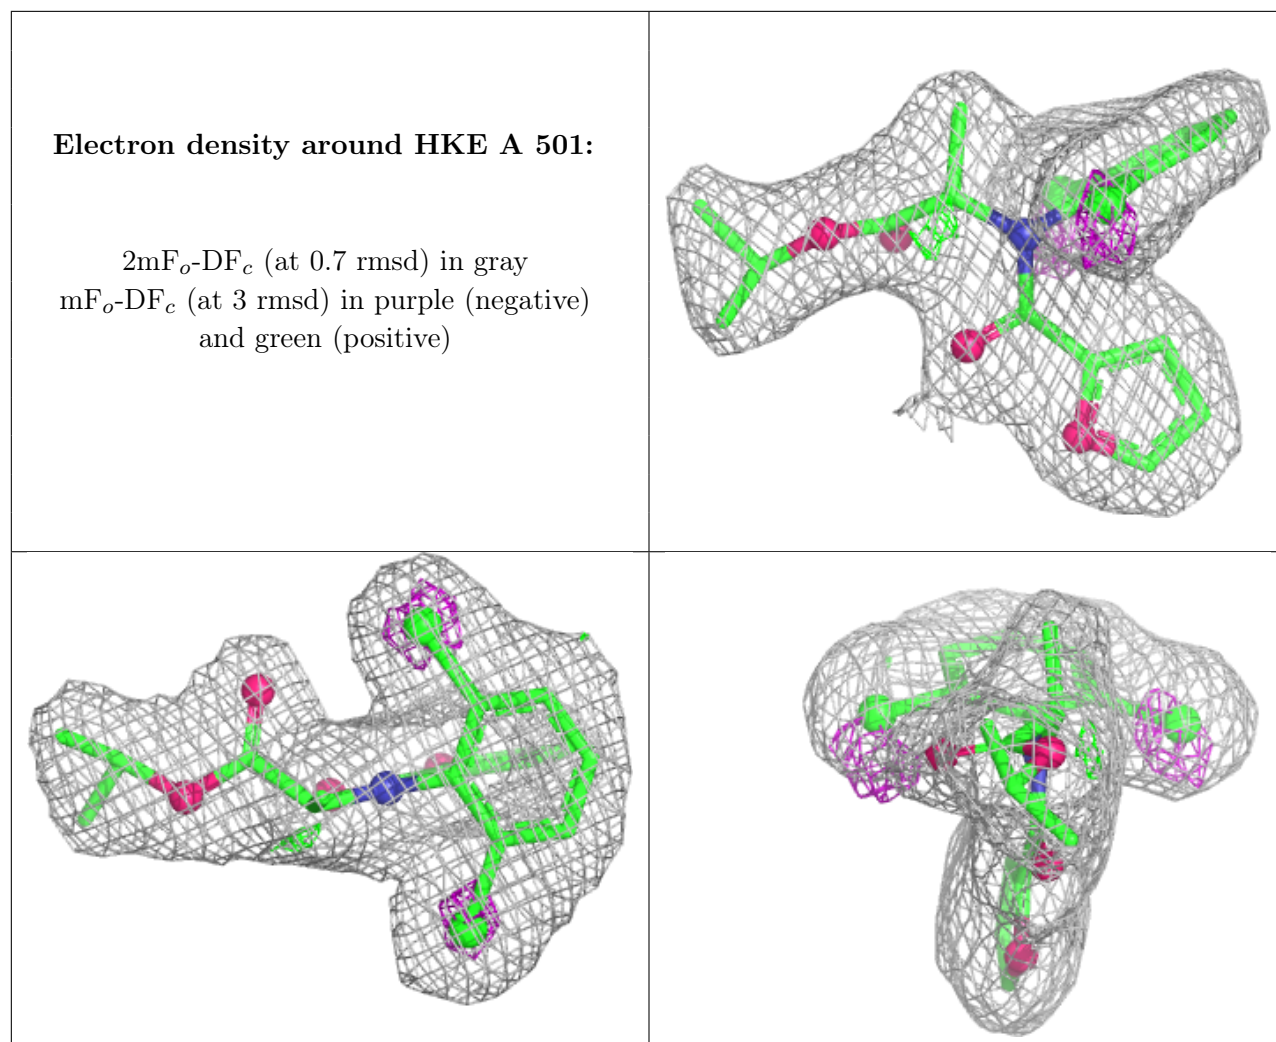 Electron density around HKE A 501:
2mFo-DFc (at 0.7 rmsd) in gray
mFo-DFc (at 3 rmsd) in purple (negative)
and green (positive)